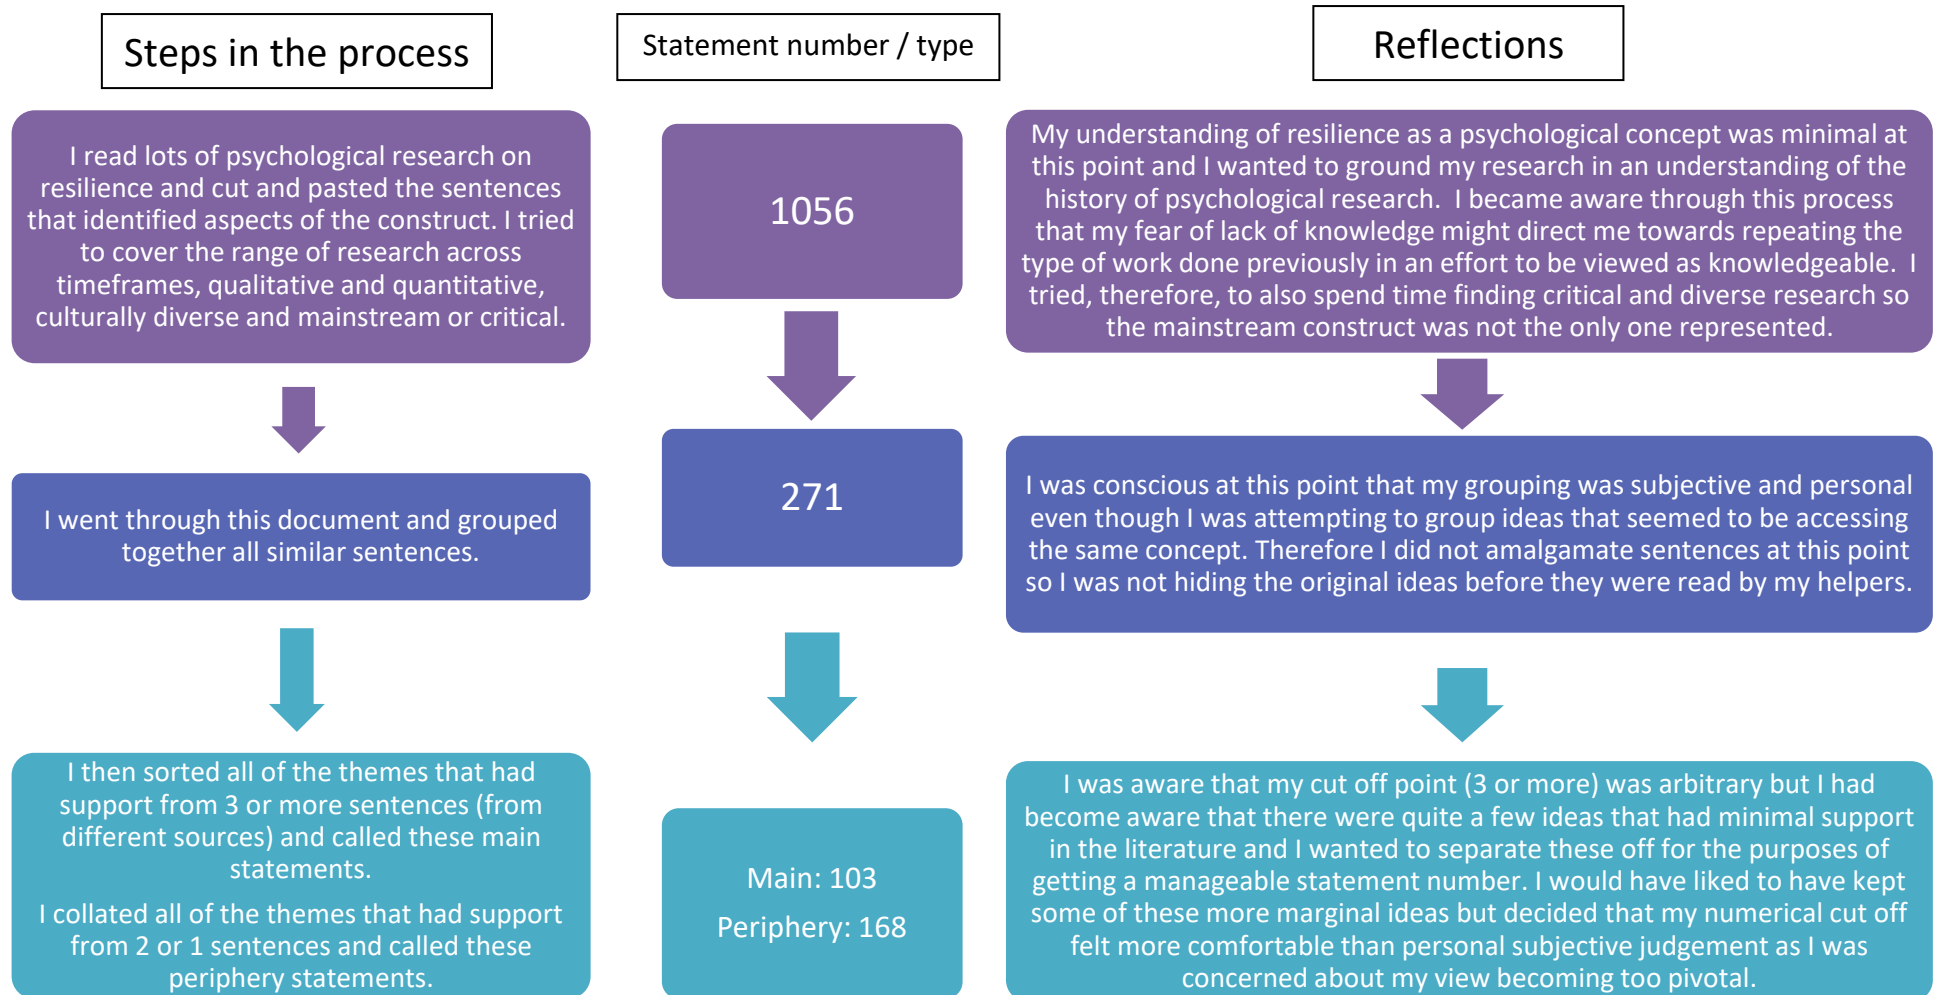 Steps in the process
Statement number / type
Reflections
I read lots of psychological research on
resilience and cut and pasted the sentences
that identified aspects of the construct. I tried
to cover the range of research across
timeframes, qualitative and quantitative,
culturally diverse and mainstream or critical.
1056
My understanding of resilience as a psychological concept was minimal at
this point and I wanted to ground my research in an understanding of the
history of psychological research.  I became aware through this process
that my fear of lack of knowledge might direct me towards repeating the
type of work done previously in an effort to be viewed as knowledgeable.  I
tried, therefore, to also spend time finding critical and diverse research so
the mainstream construct was not the only one represented.
I went through this document and grouped
together all similar sentences.
271
I was conscious at this point that my grouping was subjective and personal
even though I was attempting to group ideas that seemed to be accessing
the same concept. Therefore I did not amalgamate sentences at this point
so I was not hiding the original ideas before they were read by my helpers.
I then sorted all of the themes that had
support from 3 or more sentences (from
different sources) and called these main
statements.
I collated all of the themes that had support
from 2 or 1 sentences and called these
periphery statements.
Main: 103
Periphery: 168
I was aware that my cut off point (3 or more) was arbitrary but I had
become aware that there were quite a few ideas that had minimal support
in the literature and I wanted to separate these off for the purposes of
getting a manageable statement number. I would have liked to have kept
some of these more marginal ideas but decided that my numerical cut off
felt more comfortable than personal subjective judgement as I was
concerned about my view becoming too pivotal.